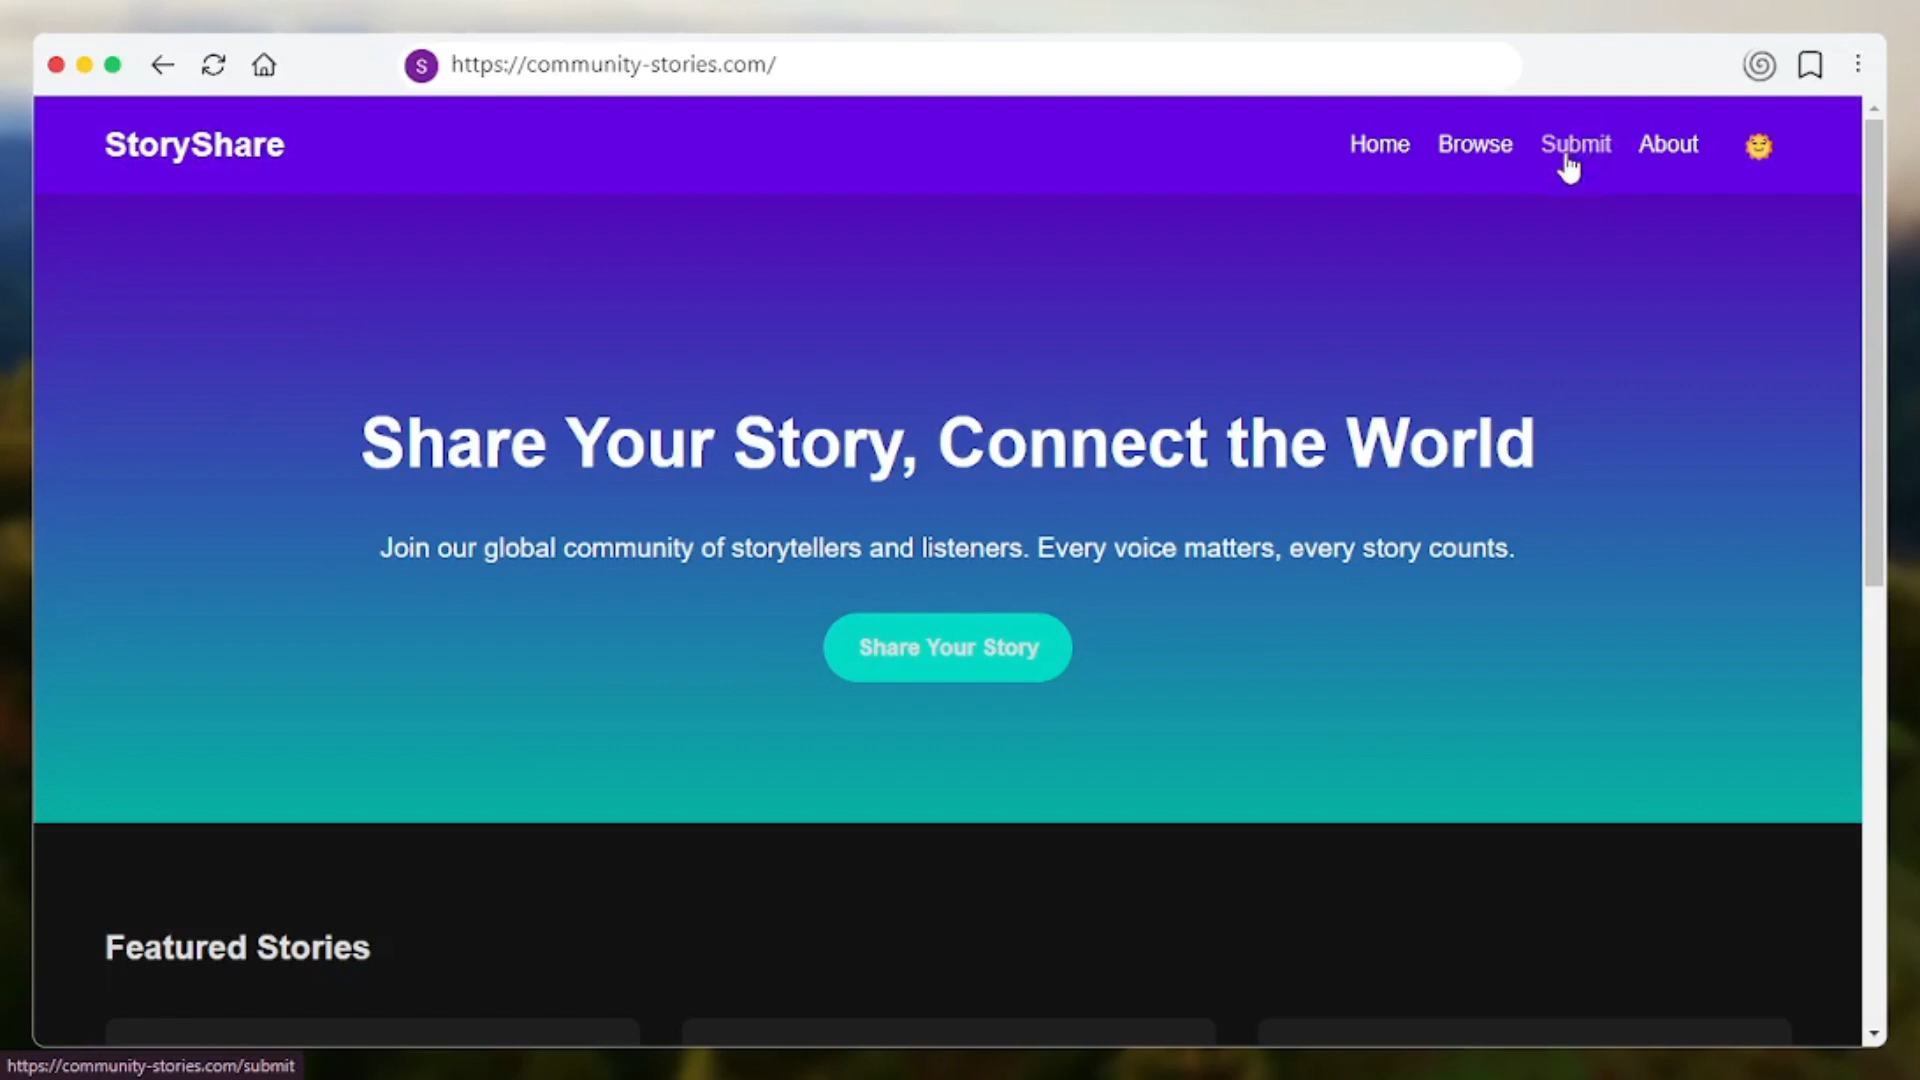 S https://community-stories.com/
StoryShare
Home Browse Submit About
Share Your Story, Connect the World
Join our global community of storytellers and listeners. Every voice matters, every story counts.
Share Your Story
Featured Stories
https://community-stories.com/submit